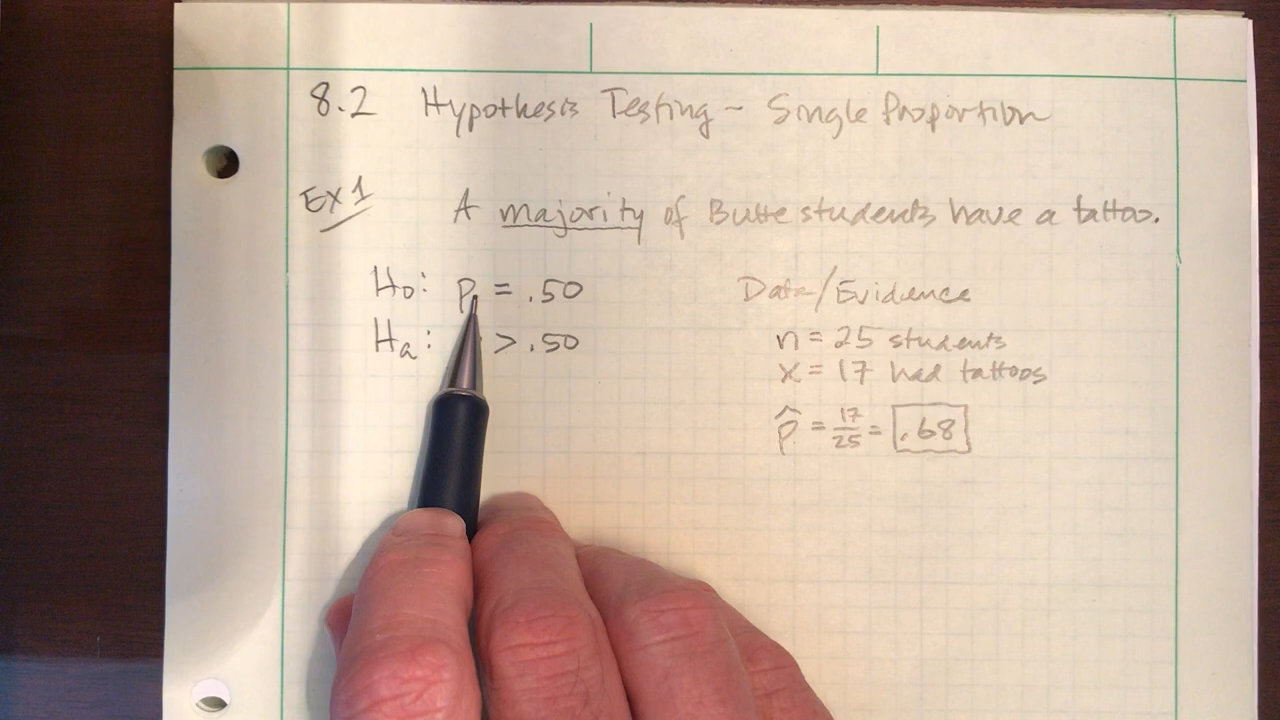 8.2 Hypothesis Testing - Single Proportion
EX 1 A majority of Butte students have a tattoo.
H₀: p = .50
Hₐ: > .50
Data/Evidence
n = 25 students
x = 17 had tattoos
p̂ = 17/25 = .68